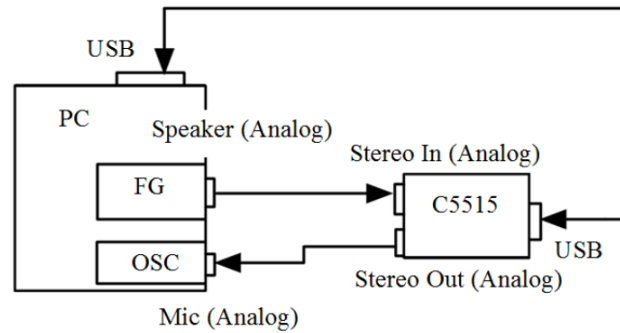 USB
PC
Speaker (Analog)
Stereo In (Analog)
FG
C5515
OSC
USB
Stereo Out (Analog)
Mic (Analog)